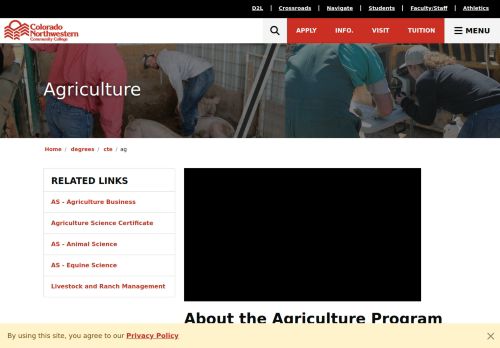 D2L | Crossroads | Navigate | Students | Faculty/Staff | Athletics
Colorado
Northwestern
Community College
APPLY INFO. VISIT TUITION MENU
Agriculture
Home / degrees / cte / ag
RELATED LINKS
AS - Agriculture Business
Agriculture Science Certificate
AS - Animal Science
AS - Equine Science
Livestock and Ranch Management
About the Agriculture Program
By using this site, you agree to our Privacy Policy